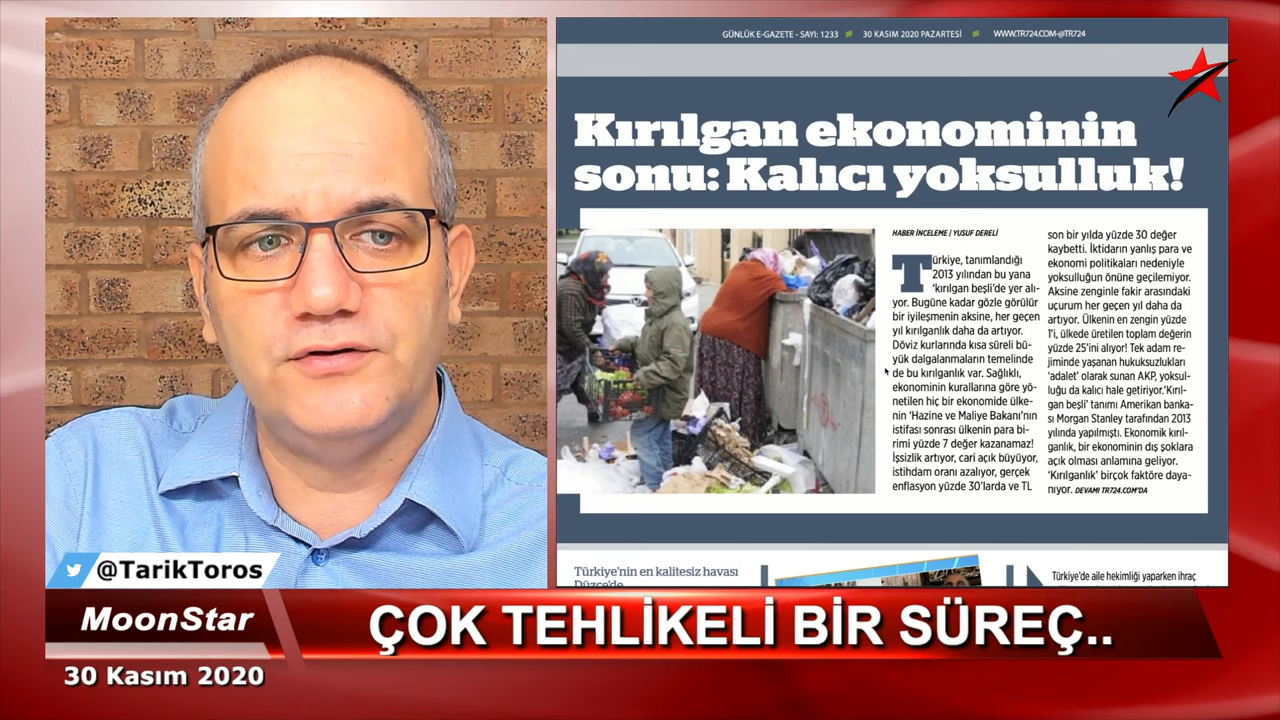 GÜNLÜK E-GAZETE - SAYI: 1233 30 KASIM 2020 PAZARTESİ WWW.TR724.COM-@TR724
Kırılgan ekonominin
sonu: Kalıcı yoksulluk!
HABER İNCELEME / YUSUF DERELİ
Türkiye, tanımlandığı
2013 yılından bu yana
‘kırılgan beşli’de yer alı-
yor. Bugüne kadar gözle görülür
bir iyileşmenin aksine, her geçen
yıl kırılganlık daha da artıyor.
Döviz kurlarında kısa süreli bü-
yük dalgalanmaların temelinde
de bu kırılganlık var. Sağlıklı,
ekonominin kurallarına göre yö-
netilen hiç bir ekonomide ülke-
nin ‘Hazine ve Maliye Bakanı’nın
istifası sonrası ülkenin para bi-
rimi yüzde 7 değer kazanamaz!
İşsizlik artıyor, cari açık büyüyor,
istihdam oranı azalıyor, gerçek
enflasyon yüzde 30’larda ve TL
son bir yılda yüzde 30 değer
kaybetti. İktidarın yanlış para ve
ekonomi politikaları nedeniyle
yoksulluğun önüne geçilemiyor.
Aksine zenginle fakir arasındaki
uçurum her geçen yıl daha da
artıyor. Ülkenin en zengin yüzde
1’i, ülkede üretilen toplam değerin
yüzde 25’ini alıyor! Tek adam re-
jiminde yaşanan hukuksuzlukları
‘adalet’ olarak sunan AKP, yoksul-
luğu da kalıcı hale getiriyor.‘Kırıl-
gan beşli’ tanımı Amerikan banka-
sı Morgan Stanley tarafından 2013
yılında yapılmıştı. Ekonomik kırıl-
ganlık, bir ekonominin dış şoklara
açık olması anlamına geliyor.
‘Kırılganlık’ birçok faktöre daya-
nıyor. DEVAMI TR724.COM’DA
Türkiye'nin en kalitesiz havası
Düzce'de
Türkiye'de aile hekimliği yaparken ihraç
@TarikToros
MoonStar
ÇOK TEHLİKELİ BİR SÜREÇ..
30 Kasım 2020